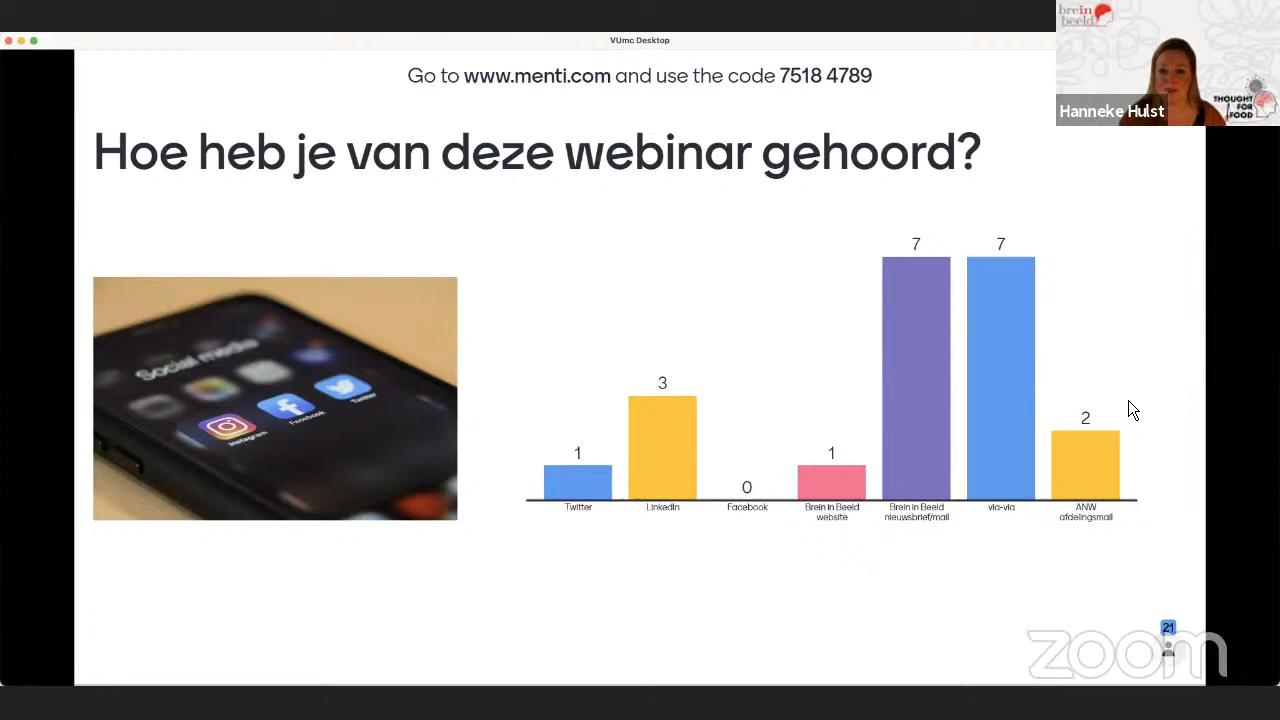 brein
beeld
VUmc Desktop
Go to www.menti.com and use the code 7518 4789
Hanneke Hulst
THOUGHT
FOR
FOOD
Hoe heb je van deze webinar gehoord?
Social media
Instagram
Facebook
Twitter
1
3
0
1
7
7
2
Twitter
LinkedIn
Facebook
Brein in Beeld
website
Brein in Beeld
nieuwsbrief/mail
via-via
ANW
afdelingsmail
21
zoom